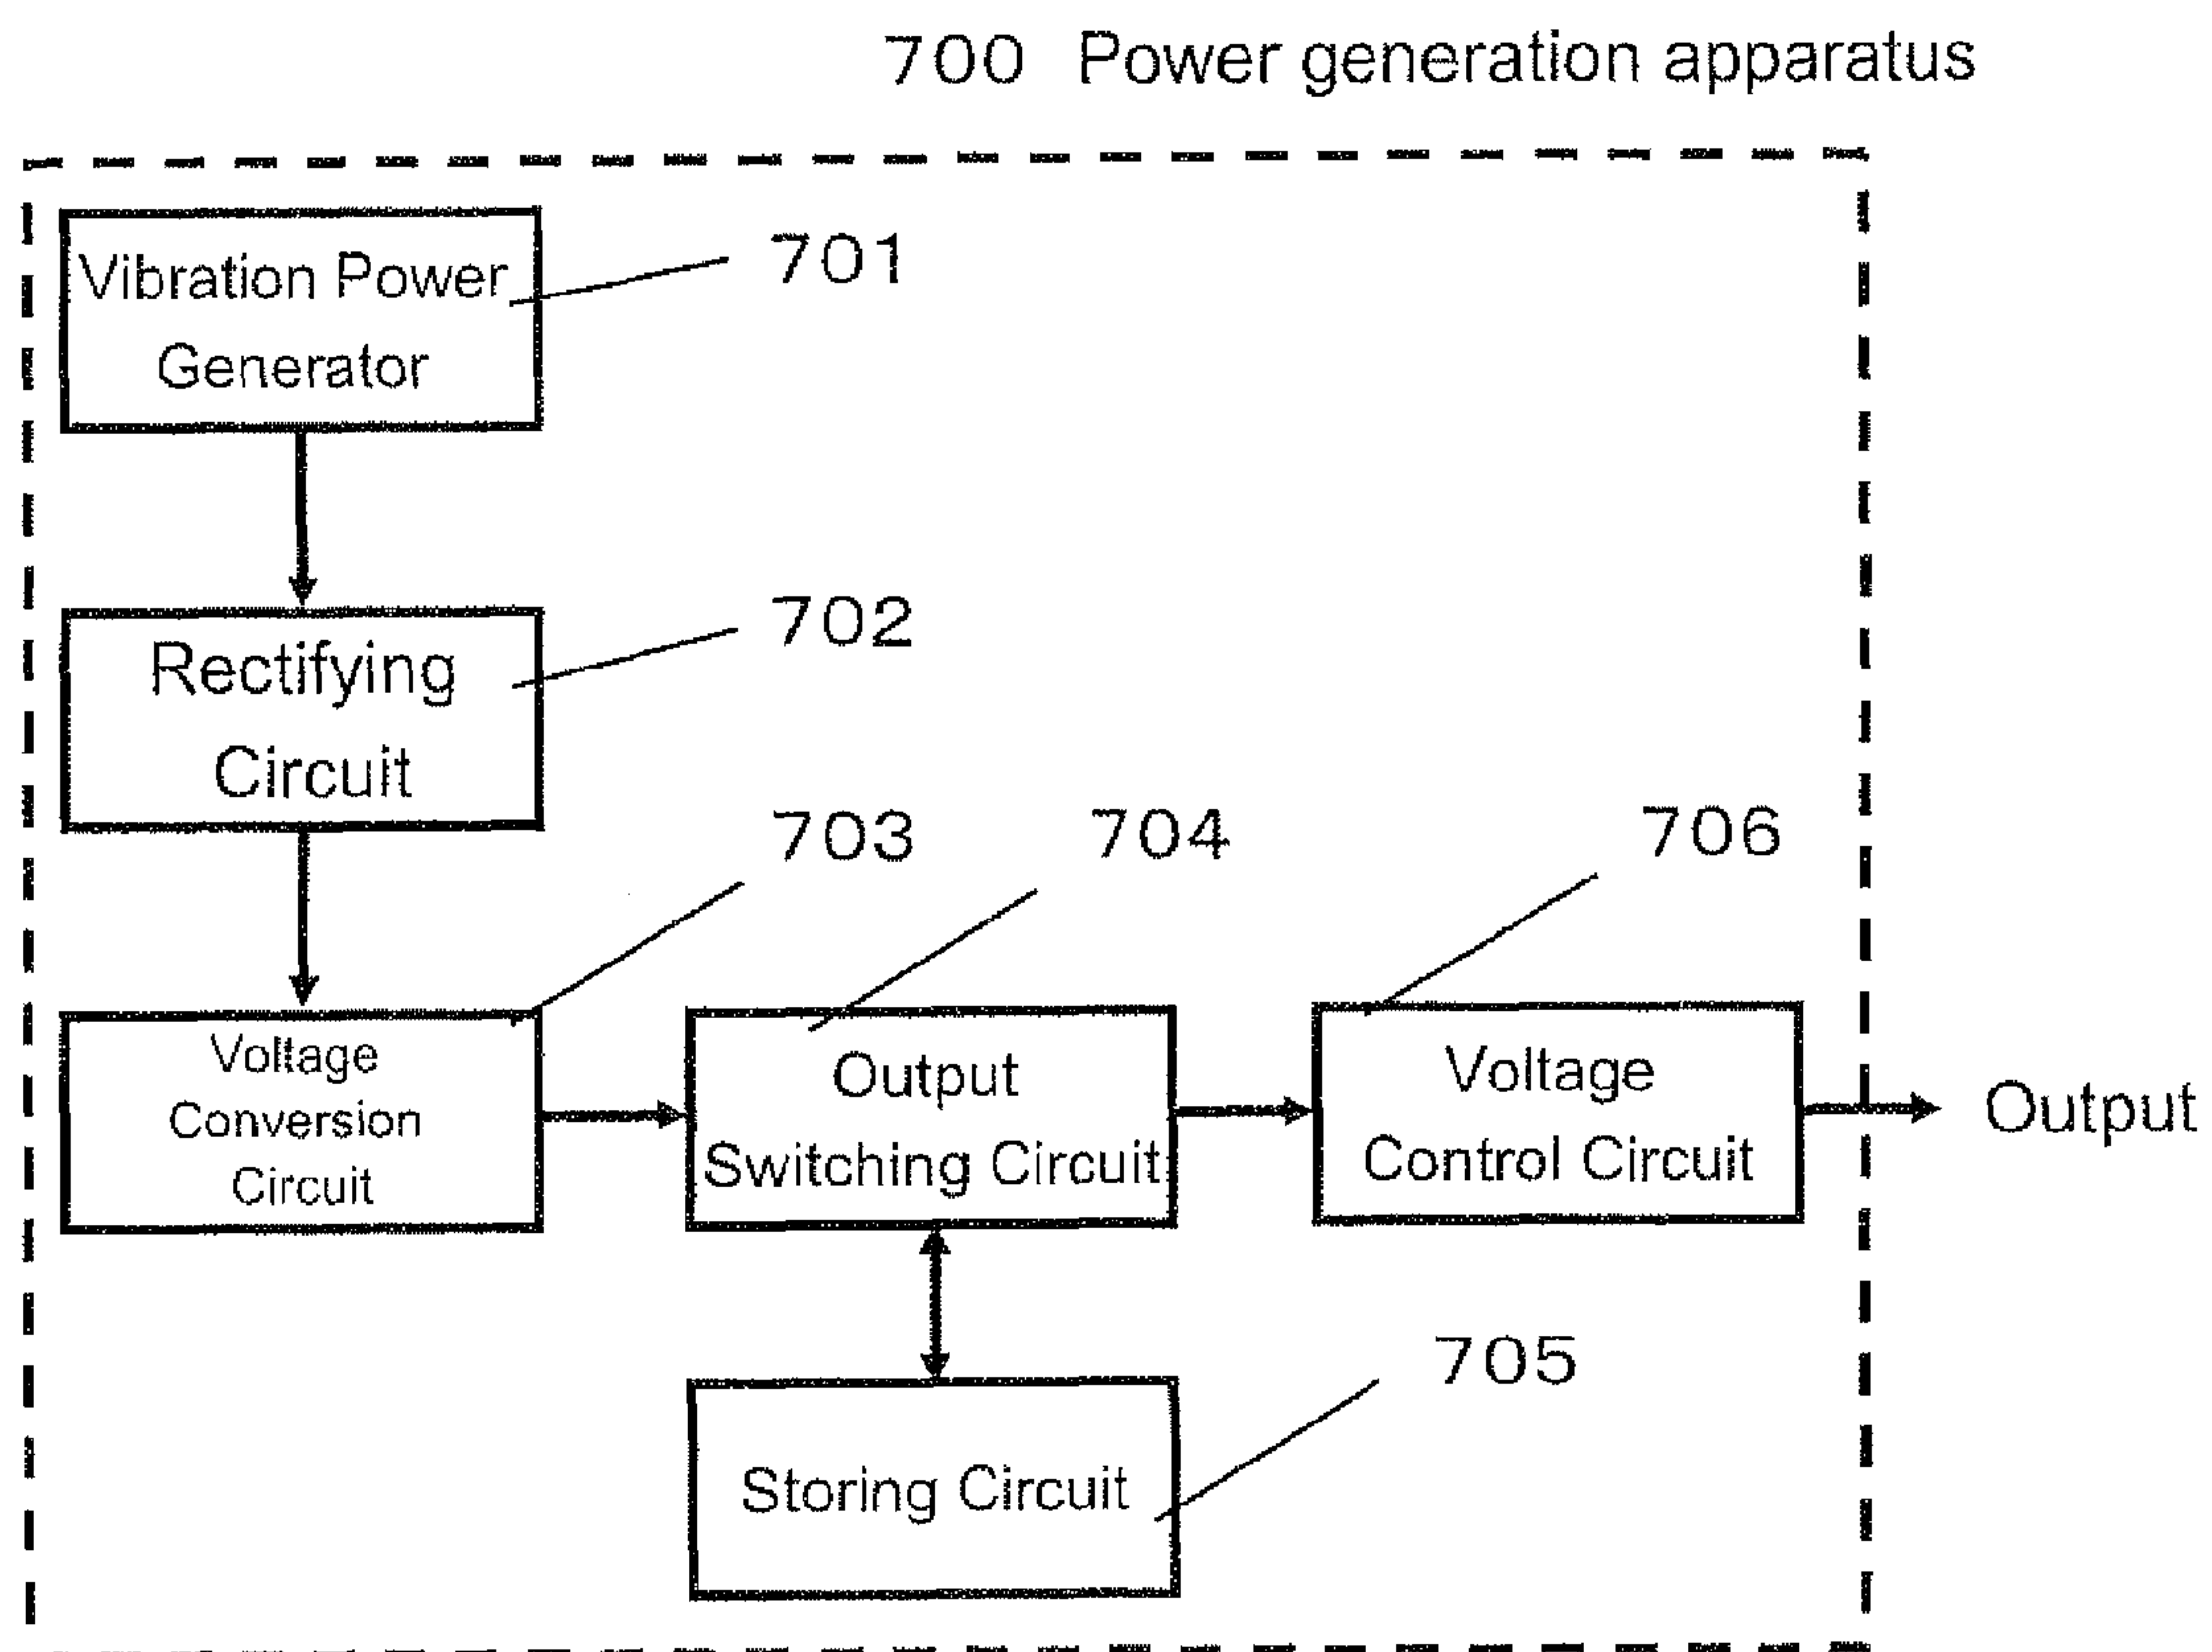 700 Power generation apparatus
Vibration Power
Generator
701
Rectifying
Circuit
702
703
704
706
Voltage
Conversion
Circuit
Output
Switching Circuit
Voltage
Control Circuit
Output
705
Storing Circuit